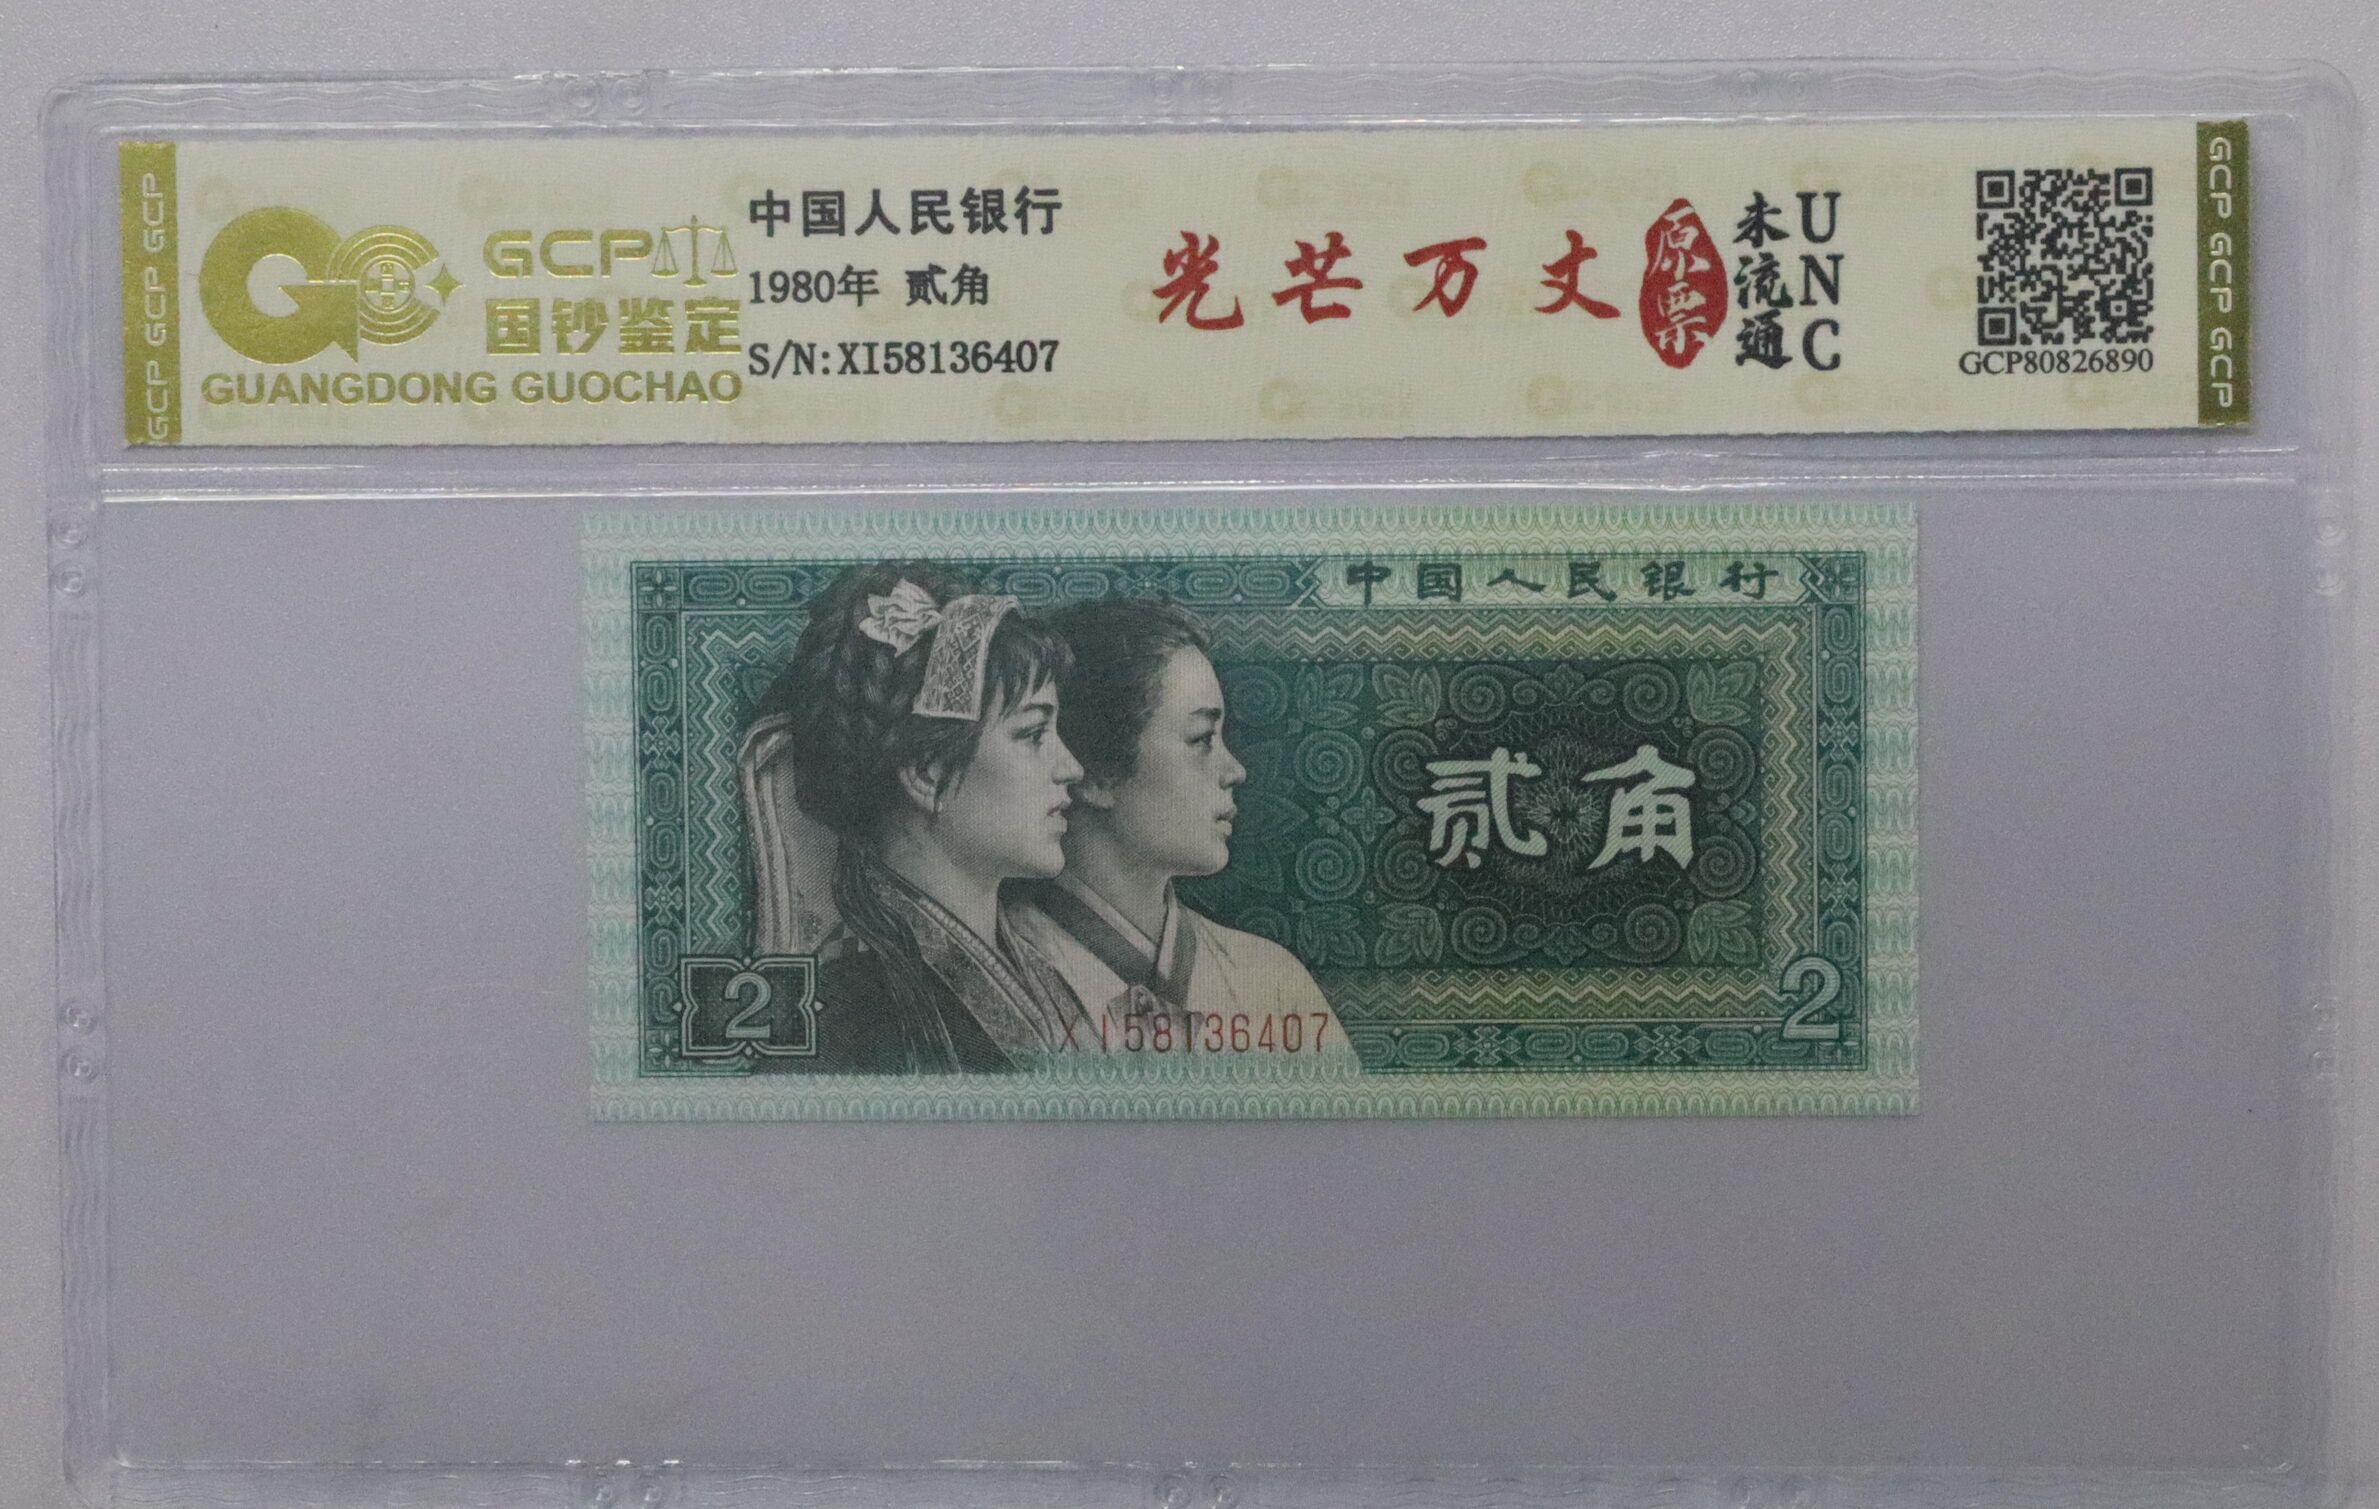 GCP GCP GCP
GCP
国钞鉴定
GUANGDONG GUOCHAO
中国人民银行
1980年 贰角
S/N:XI58136407
光芒万丈
原票
未流通
UNC
GCP80826890
GCP GCP GCP
中国人民银行
贰角
2
XI58136407
2